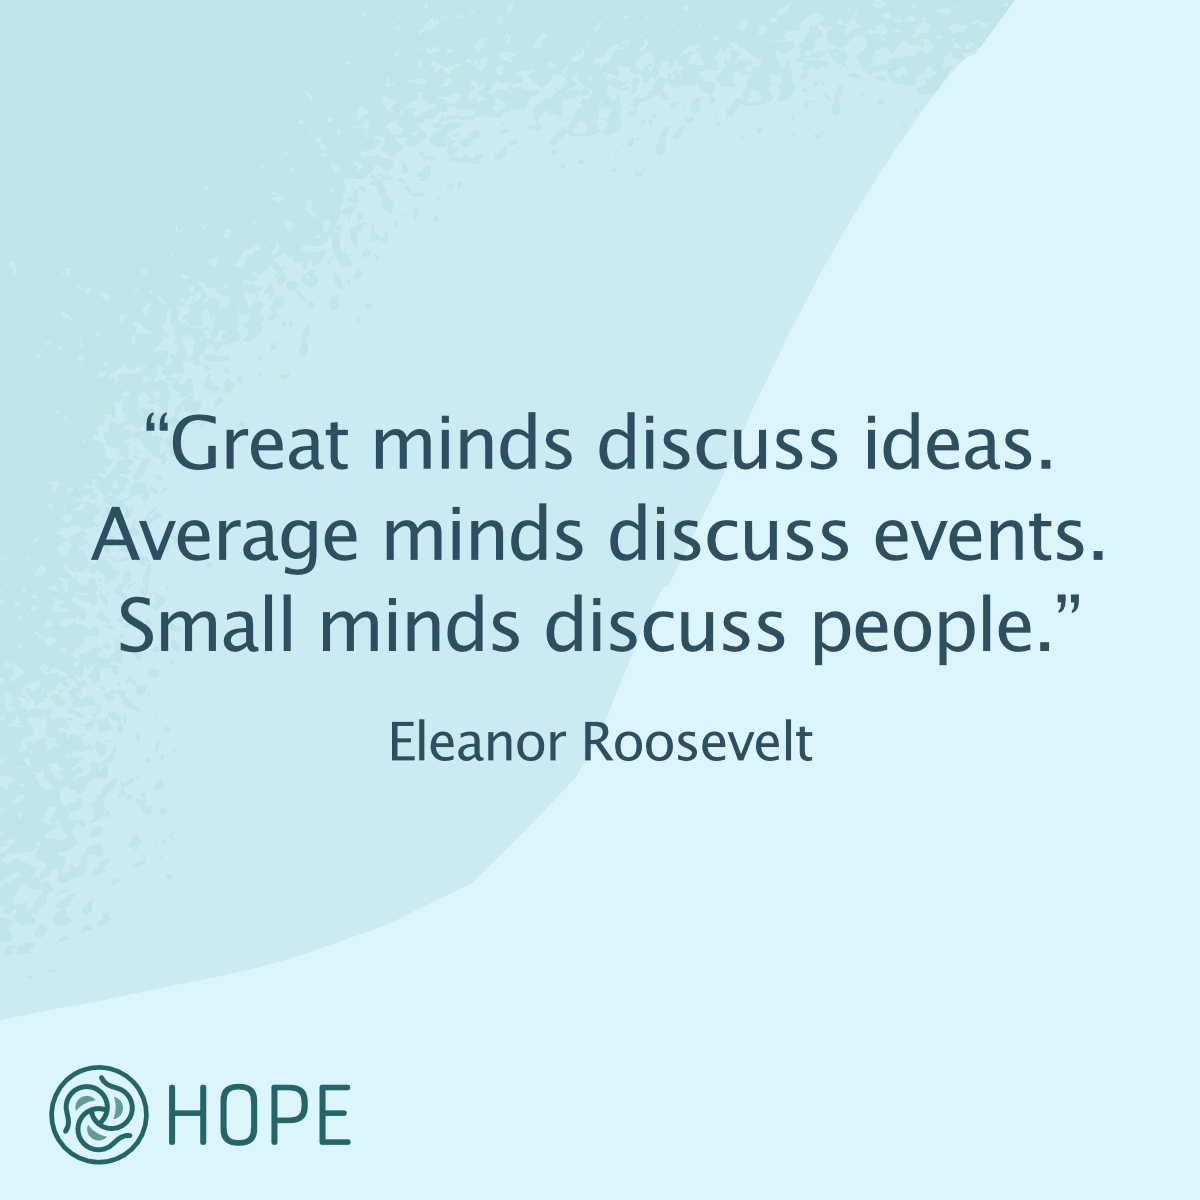 “Great minds discuss ideas.
Average minds discuss events.
Small minds discuss people.”
Eleanor Roosevelt
HOPE